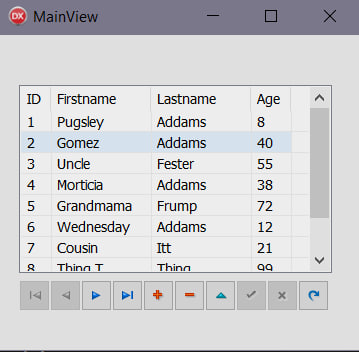 DX MainView
ID Firstname Lastname Age
1 Pugsley Addams 8
2 Gomez Addams 40
3 Uncle Fester 55
4 Morticia Addams 38
5 Grandmama Frump 72
6 Wednesday Addams 12
7 Cousin Itt 21
8 Thing T. Thing 99